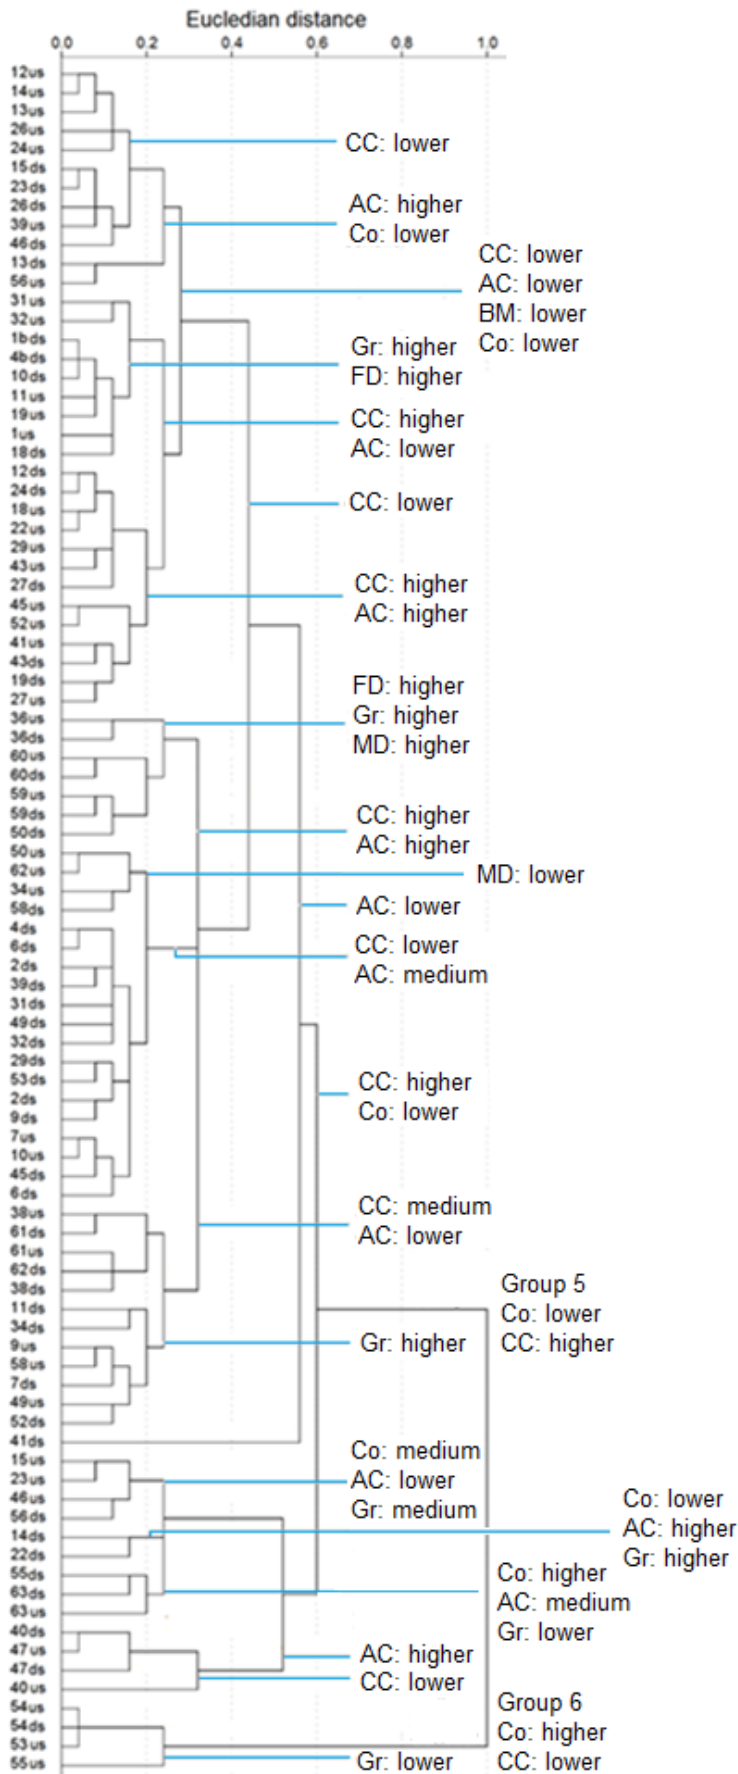 Eucledian distance
0.0 0.2 0.4 0.6 0.8 1.0
12us
14us
13us
26us
24us
CC: lower
15ds
23ds
26ds
AC: higher
39us
Co: lower
46ds
CC: lower
13ds
AC: lower
56us
BM: lower
31us
Co: lower
32us
1bds
Gr: higher
4bds
FD: higher
10ds
11us
19us
CC: higher
1us
AC: lower
18ds
12ds
24ds
CC: lower
18us
22us
29us
43us
CC: higher
27ds
AC: higher
45us
52us
41us
43ds
19ds
FD: higher
27us
Gr: higher
36us
MD: higher
36ds
60us
60ds
59us
CC: higher
59ds
AC: higher
50ds
50us
MD: lower
62us
34us
AC: lower
58ds
4ds
CC: lower
6ds
AC: medium
2ds
39ds
31ds
49ds
32ds
29ds
CC: higher
53ds
Co: lower
2ds
9ds
7us
10us
45ds
6ds
CC: medium
38us
AC: lower
61ds
61us
62ds
Group 5
38ds
Co: lower
11ds
CC: higher
34ds
Gr: higher
9us
58us
7ds
49us
52ds
41ds
Co: medium
15us
AC: lower
23us
Gr: medium
46us
Co: lower
56ds
AC: higher
14ds
Gr: higher
22ds
Co: higher
55ds
AC: medium
63ds
Gr: lower
63us
40ds
AC: higher
47us
CC: lower
47ds
40us
Group 6
54us
Co: higher
54ds
CC: lower
53us
Gr: lower
55us